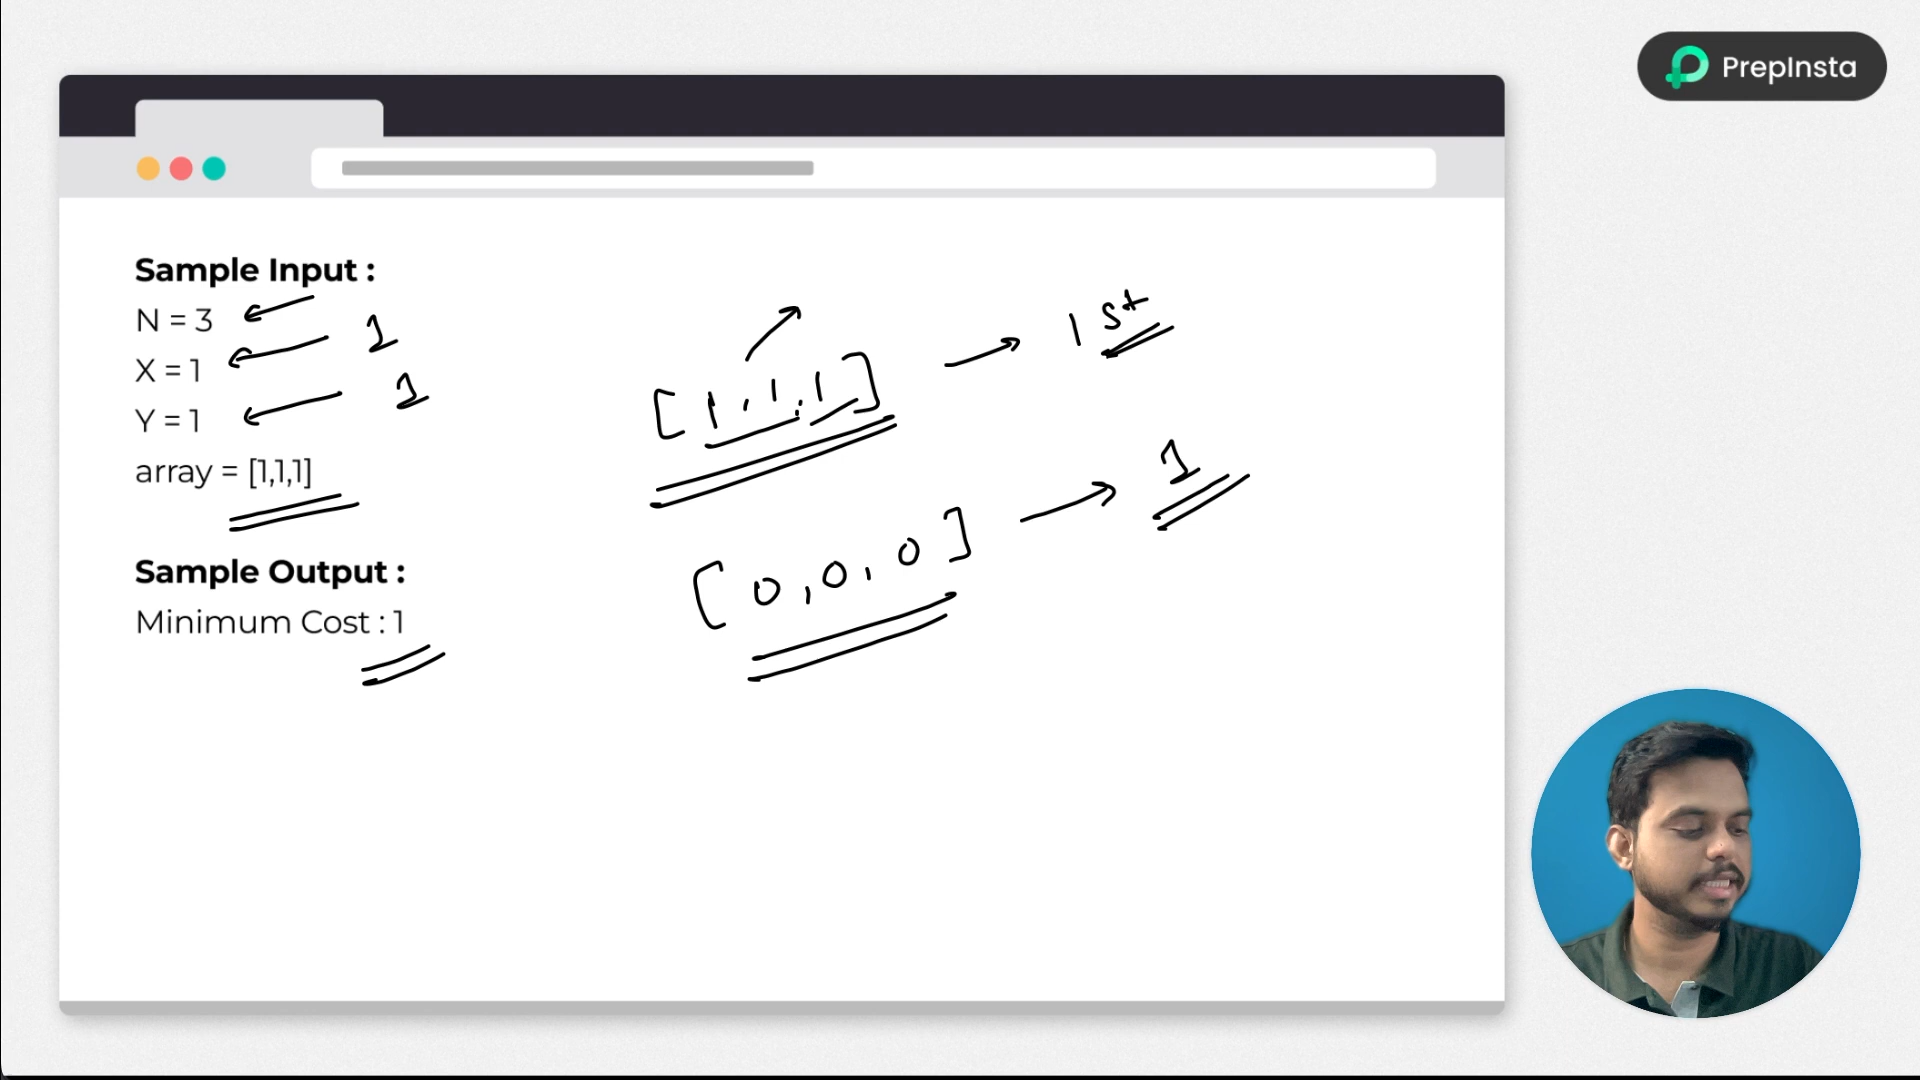 PrepInsta
Sample Input :
N = 3
X = 1 1
Y = 1 1
array = [1,1,1]
[1,1,1] → 1st
[0,0,0] → 1
Sample Output :
Minimum Cost : 1